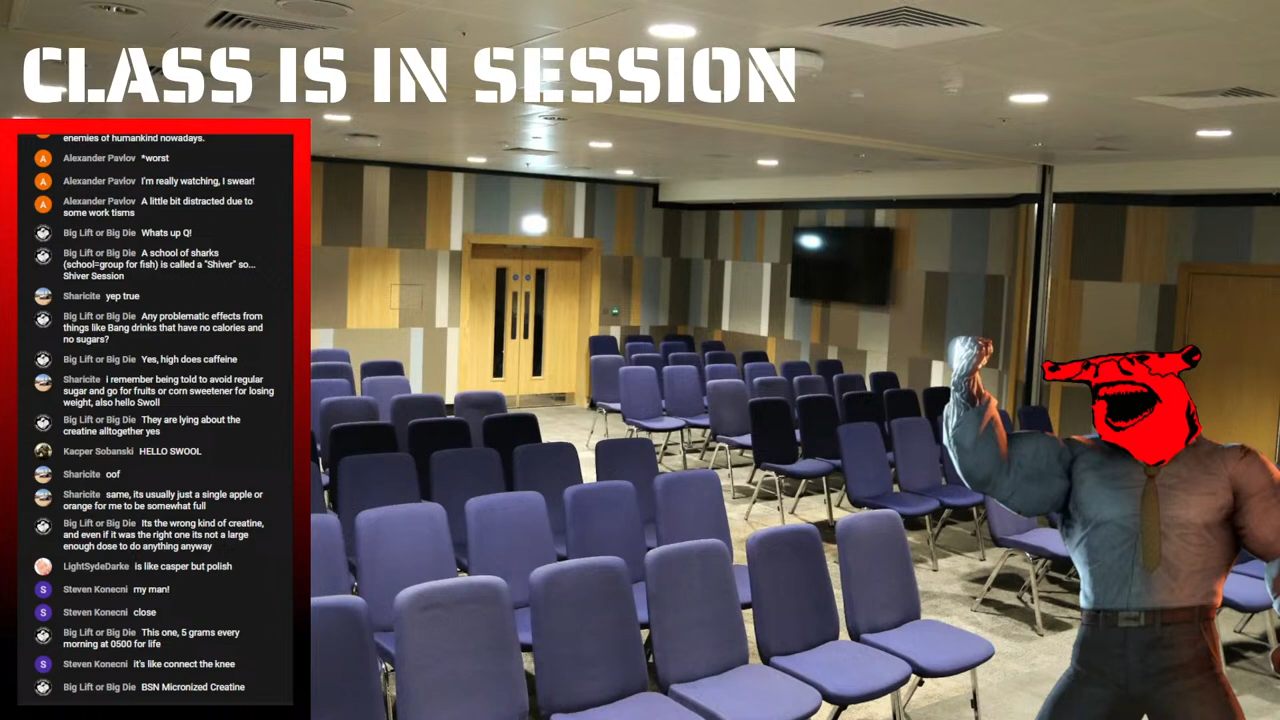 CLASS IS IN SESSION
enemies of humankind nowadays.
Alexander Pavlov *worst
Alexander Pavlov I'm really watching, I swear!
Alexander Pavlov A little bit distracted due to
some work tisms
Big Lift or Big Die Whats up Q!
Big Lift or Big Die A school of sharks
(school=group for fish) is called a "Shiver" so...
Shiver Session
Sharicite yep true
Big Lift or Big Die Any problematic effects from
things like Bang drinks that have no calories and
no sugars?
Big Lift or Big Die Yes, high does caffeine
Sharicite i remember being told to avoid regular
sugar and go for fruits or corn sweetener for losing
weight, also hello Swoll
Big Lift or Big Die They are lying about the
creatine alltogether yes
Kacper Sobanski HELLO SWOOL
Sharicite oof
Sharicite same, its usually just a single apple or
orange for me to be somewhat full
Big Lift or Big Die Its the wrong kind of creatine,
and even if it was the right one its not a large
enough dose to do anything anyway
LightSydeDarke is like casper but polish
Steven Konecni my man!
Steven Konecni close
Big Lift or Big Die This one, 5 grams every
morning at 0500 for life
Steven Konecni it's like connect the knee
Big Lift or Big Die BSN Micronized Creatine
A
A
A
S
S
S